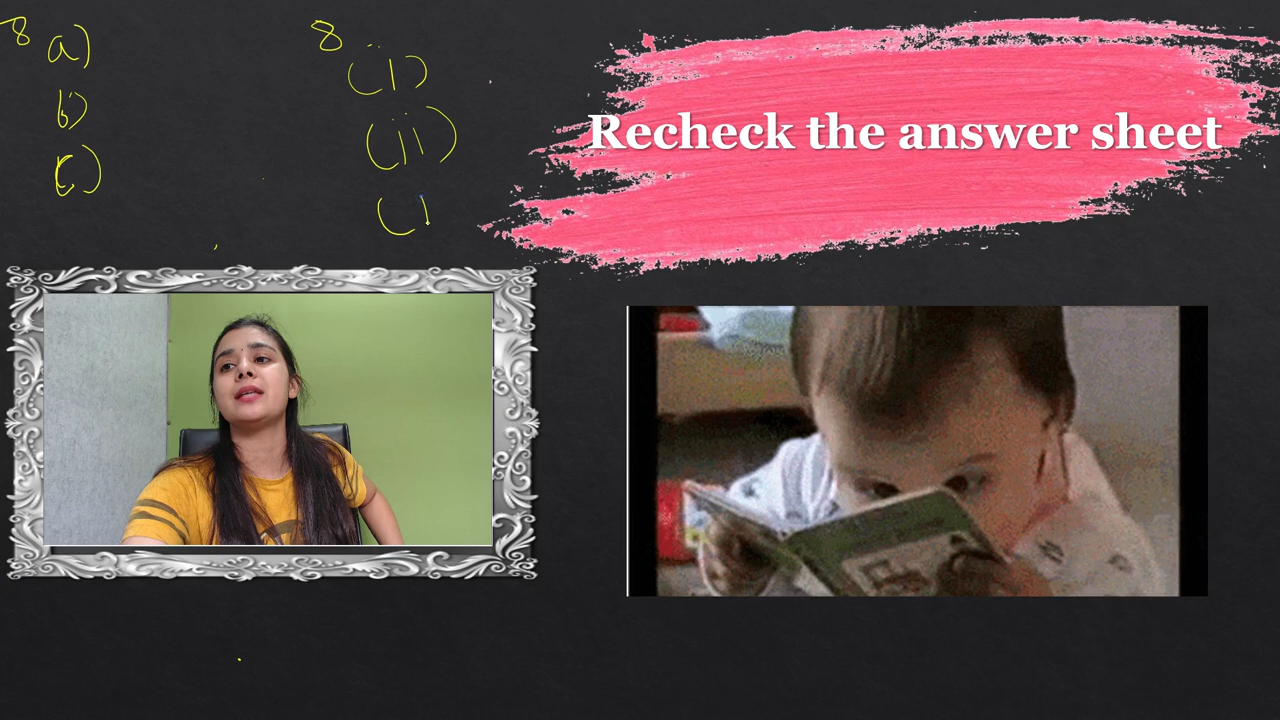 8 a)
b)
c)
8 (i)
(ii)
(i
Recheck the answer sheet